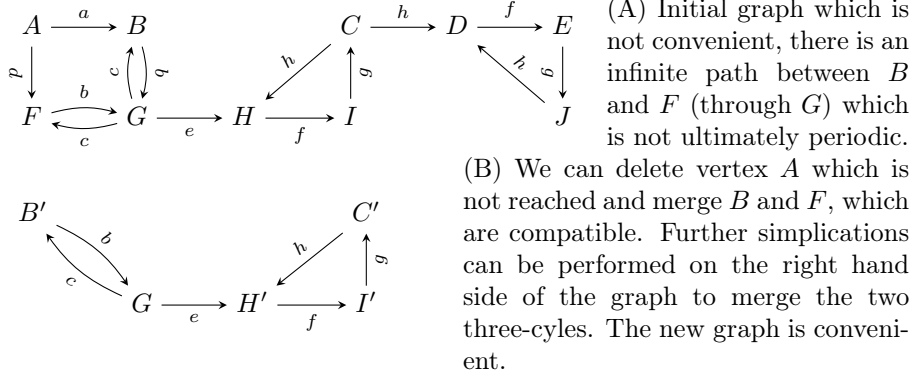 a
h
f
A B C D E
d
c
b
h
g
h
g
b
F G H I J
c
e
f
(A) Initial graph which is
not convenient, there is an
infinite path between B
and F (through G) which
is not ultimately periodic.
(B) We can delete vertex A which is
not reached and merge B and F, which
are compatible. Further simplications
can be performed on the right hand
side of the graph to merge the two
three-cyles. The new graph is conveni-
ent.
B′ C′
b
c
h
g
G H′ I′
e
f